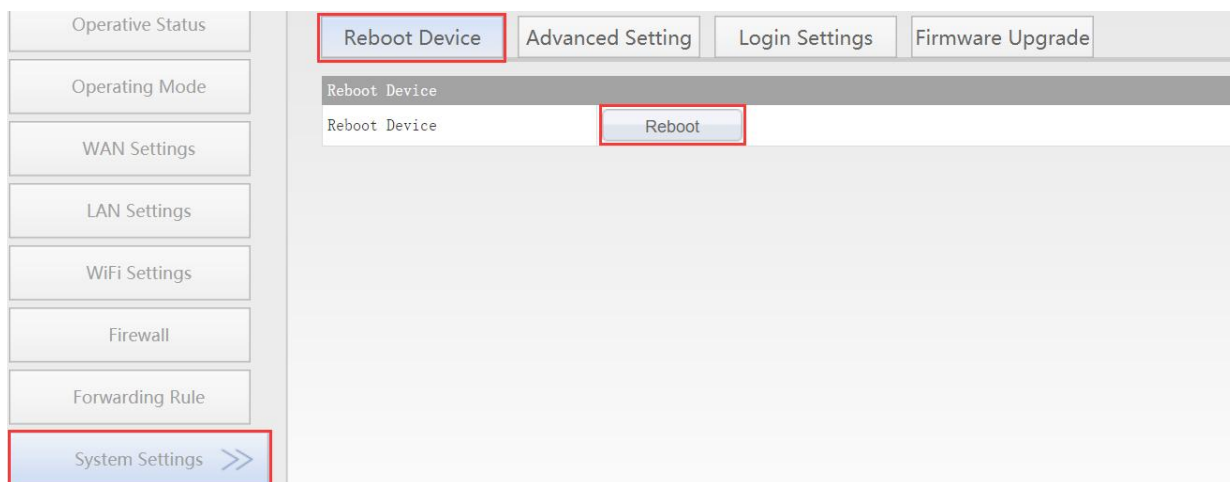 Operative Status
Operating Mode
WAN Settings
LAN Settings
WiFi Settings
Firewall
Forwarding Rule
System Settings >>
Reboot Device Advanced Setting Login Settings Firmware Upgrade
Reboot Device
Reboot Device Reboot